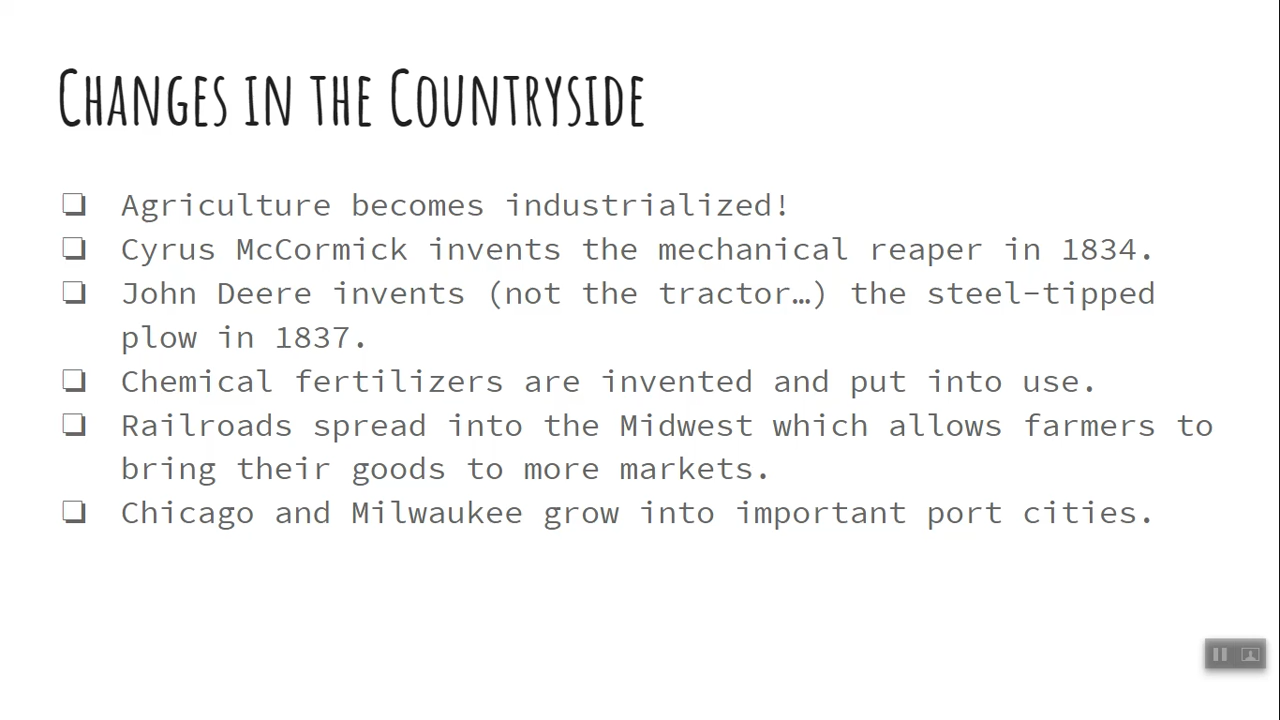 Changes in the Countryside
❏ Agriculture becomes industrialized!
❏ Cyrus McCormick invents the mechanical reaper in 1834.
❏ John Deere invents (not the tractor…) the steel-tipped
plow in 1837.
❏ Chemical fertilizers are invented and put into use.
❏ Railroads spread into the Midwest which allows farmers to
bring their goods to more markets.
❏ Chicago and Milwaukee grow into important port cities.